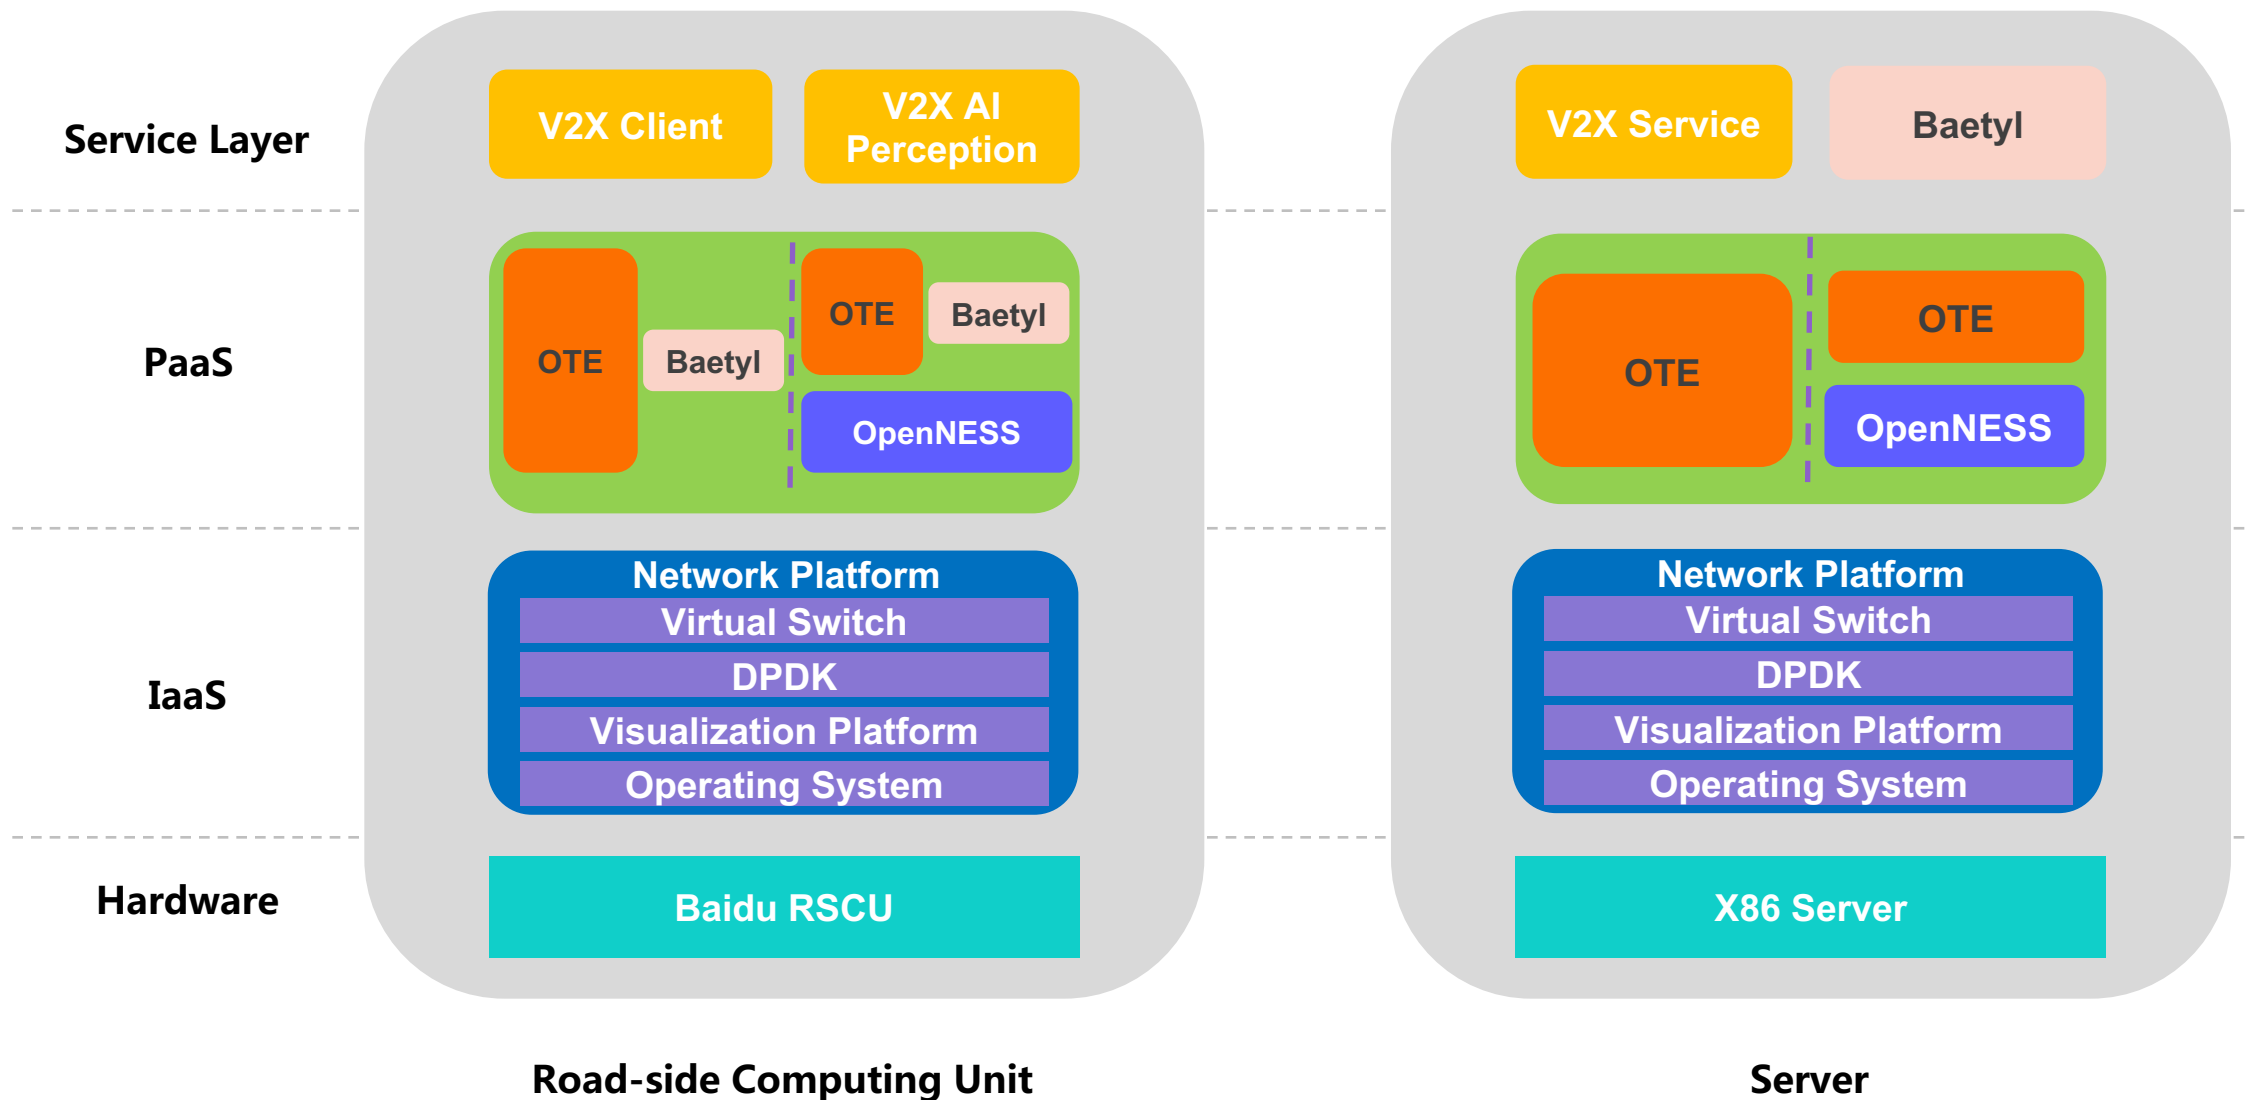 Service Layer
V2X Client
V2X AI
Perception
V2X Service
Baetyl
PaaS
OTE
Baetyl
OTE
Baetyl
OpenNESS
OTE
OTE
OpenNESS
IaaS
Network Platform
Virtual Switch
DPDK
Visualization Platform
Operating System
Network Platform
Virtual Switch
DPDK
Visualization Platform
Operating System
Hardware
Baidu RSCU
X86 Server
Road-side Computing Unit
Server